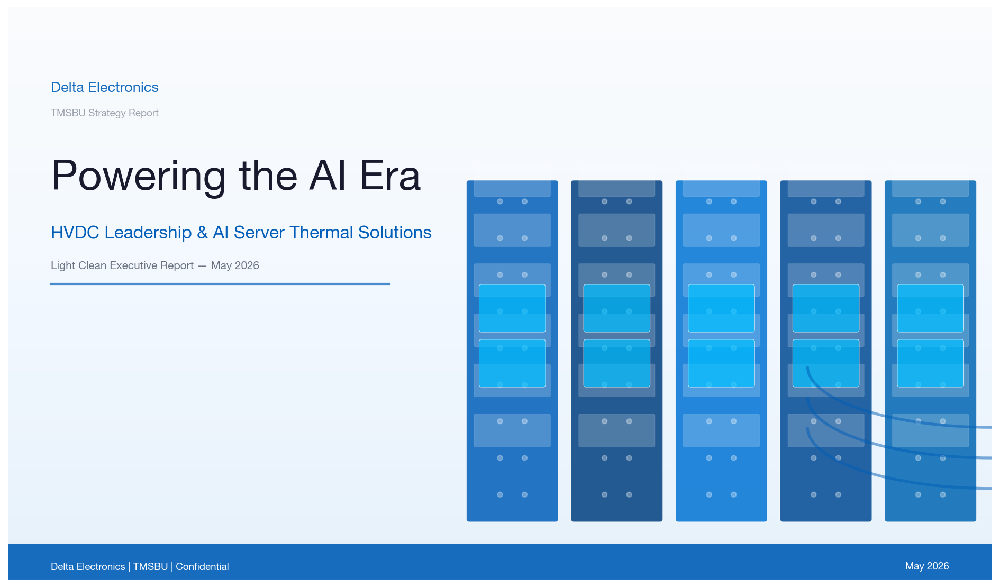 Delta Electronics
TMSBU Strategy Report
Powering the AI Era
HVDC Leadership & AI Server Thermal Solutions
Light Clean Executive Report — May 2026
Delta Electronics | TMSBU | Confidential
May 2026